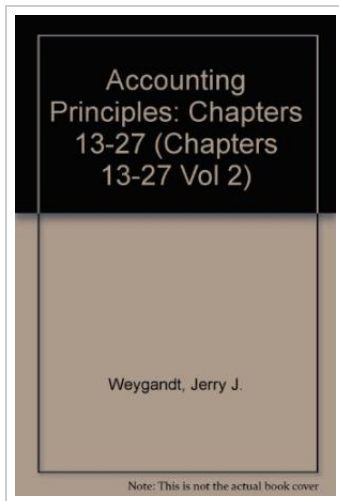 Accounting
Principles: Chapters
13-27 (Chapters
13-27 Vol 2)
Weygandt, Jerry J.
Note: This is not the actual book cover